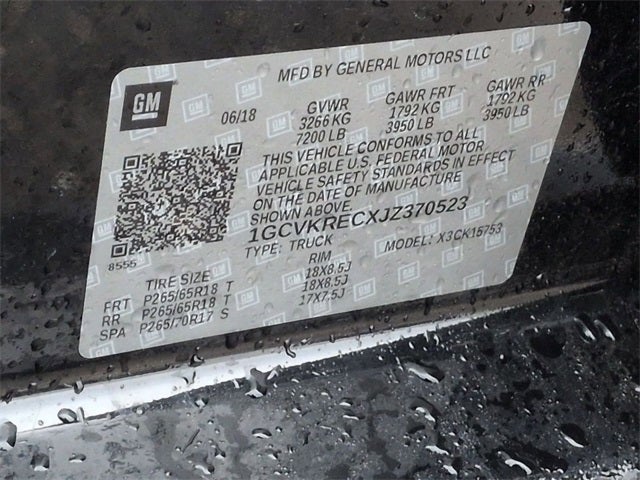 MFD BY GENERAL MOTORS LLC
GM
06/18 GVWR GAWR FRT GAWR RR
3266 KG 1792 KG 1792 KG
7200 LB 3950 LB 3950 LB
THIS VEHICLE CONFORMS TO ALL
APPLICABLE U.S. FEDERAL MOTOR
VEHICLE SAFETY STANDARDS IN EFFECT
ON THE DATE OF MANUFACTURE
SHOWN ABOVE.
1GCVKRECXJZ370523
8555 TYPE: TRUCK MODEL: X3CK15753
TIRE SIZE RIM
FRT P265/65R18 T 18X8.5J
RR P265/65R18 T 18X8.5J
SPA P265/70R17 S 17X7.5J